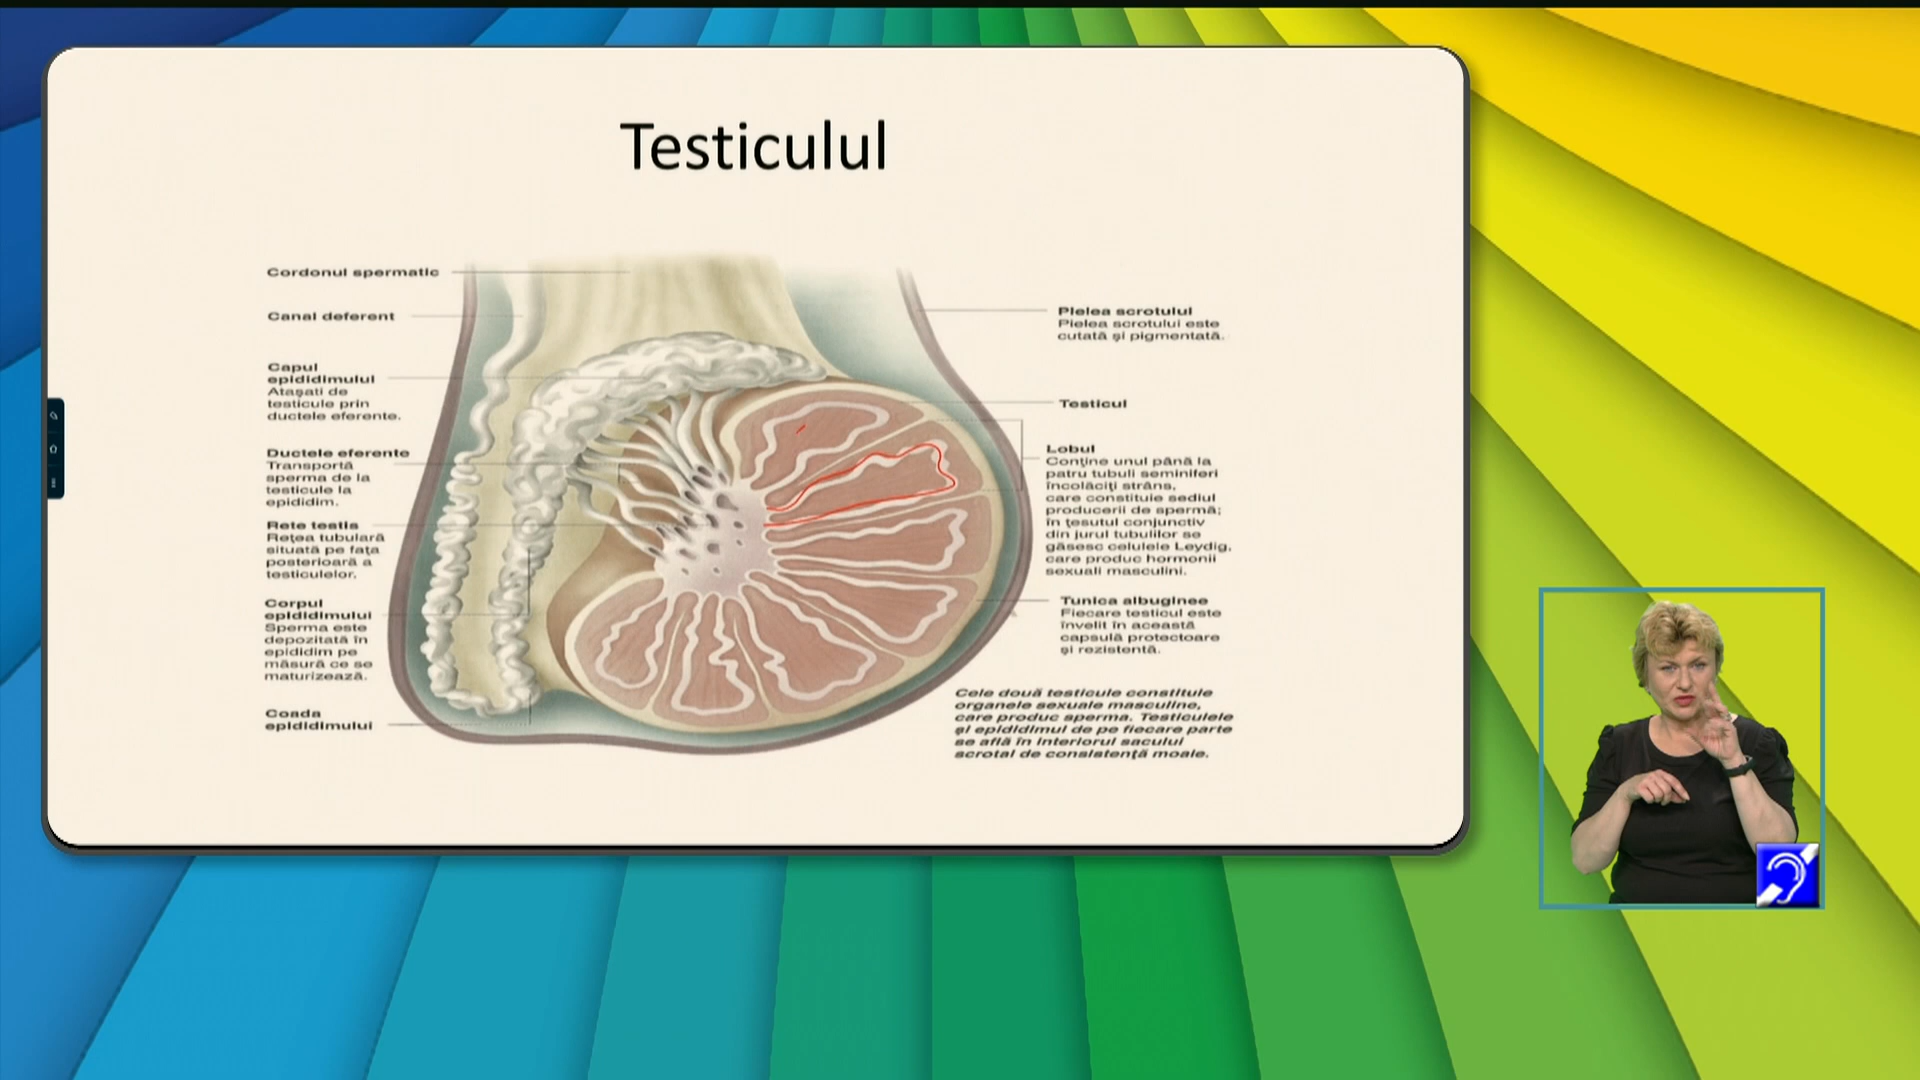 Testiculul
Cordonul spermatic
Canal deferent
Capul
epididimului
Atașați de
testicule prin
ductele eferente.
Ductele eferente
Transportă
sperma de la
testicule la
epididim.
Rete testis
Rețea tubulară
situată pe fața
posterioară a
testiculelor.
Corpul
epididimului
Sperma este
depozitată în
epididim pe
măsură ce se
maturizează.
Coada
epididimului
Pielea scrotului
Pielea scrotului este
cutată și pigmentată.
Testicul
Lobul
Conține unul până la
patru tubuli seminiferi
încolăciți strâns,
care constituie sediul
producerii de spermă;
în țesutul conjunctiv
din jurul tubulilor se
găsesc celulele Leydig,
care produc hormonii
sexuali masculini.
Tunica albuginee
Fiecare testicul este
învelit în această
capsulă protectoare
și rezistentă.
Cele două testicule constituie
organele sexuale masculine,
care produc sperma. Testiculele
și epididimul de pe fiecare parte
se află în interiorul sacului
scrotal de consistență moale.